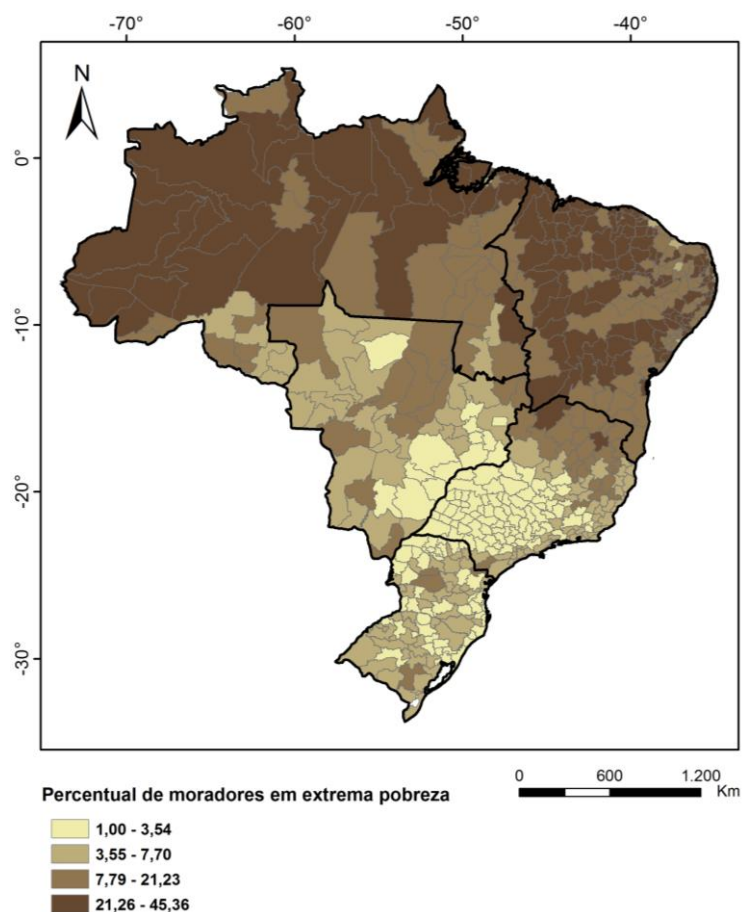 -70° -60° -50° -40°
N
0°
-10°
-20°
-30°
0 600 1.200
Km
Percentual de moradores em extrema pobreza
1,00 - 3,54
3,55 - 7,70
7,79 - 21,23
21,26 - 45,36